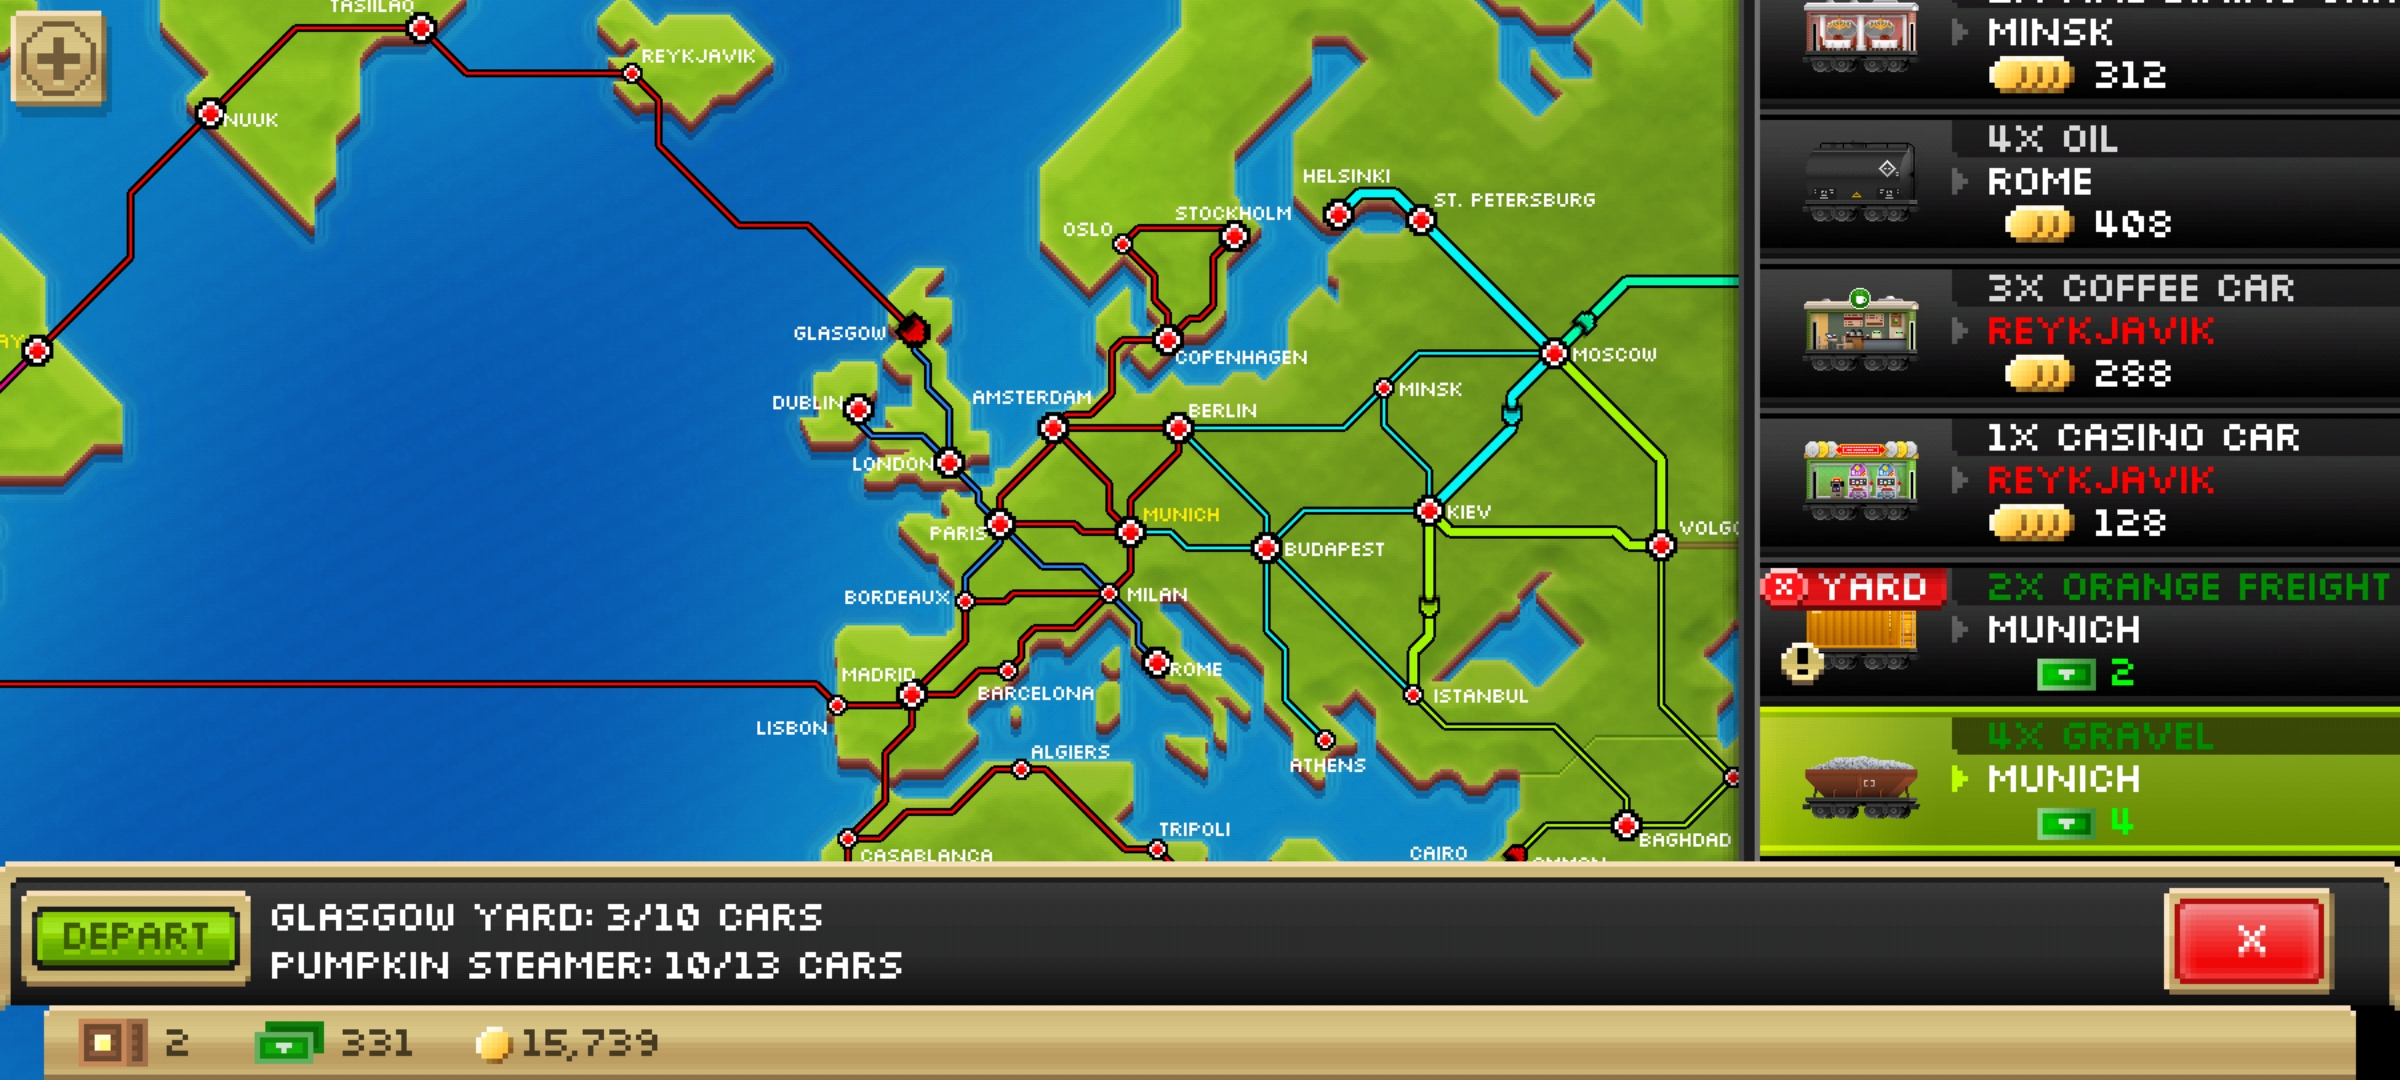 TASIILAQ
REYKJAVIK
NUUK
HELSINKI
ST. PETERSBURG
STOCKHOLM
OSLO
GLASGOW
COPENHAGEN
MOSCOW
DUBLIN
AMSTERDAM
BERLIN
MINSK
LONDON
PARIS
MUNICH
KIEV
BUDAPEST
BORDEAUX
MILAN
MADRID
ROME
BARCELONA
ISTANBUL
LISBON
ALGIERS
ATHENS
TRIPOLI
CASABLANCA
CAIRO
BAGHDAD
MINSK
312
4X OIL
ROME
408
3X COFFEE CAR
REYKJAVIK
288
1X CASINO CAR
REYKJAVIK
128
YARD
2X ORANGE FREIGHT
MUNICH
2
4X GRAVEL
MUNICH
4
DEPART
GLASGOW YARD: 3/10 CARS
PUMPKIN STEAMER: 10/13 CARS
X
2
331
15,739